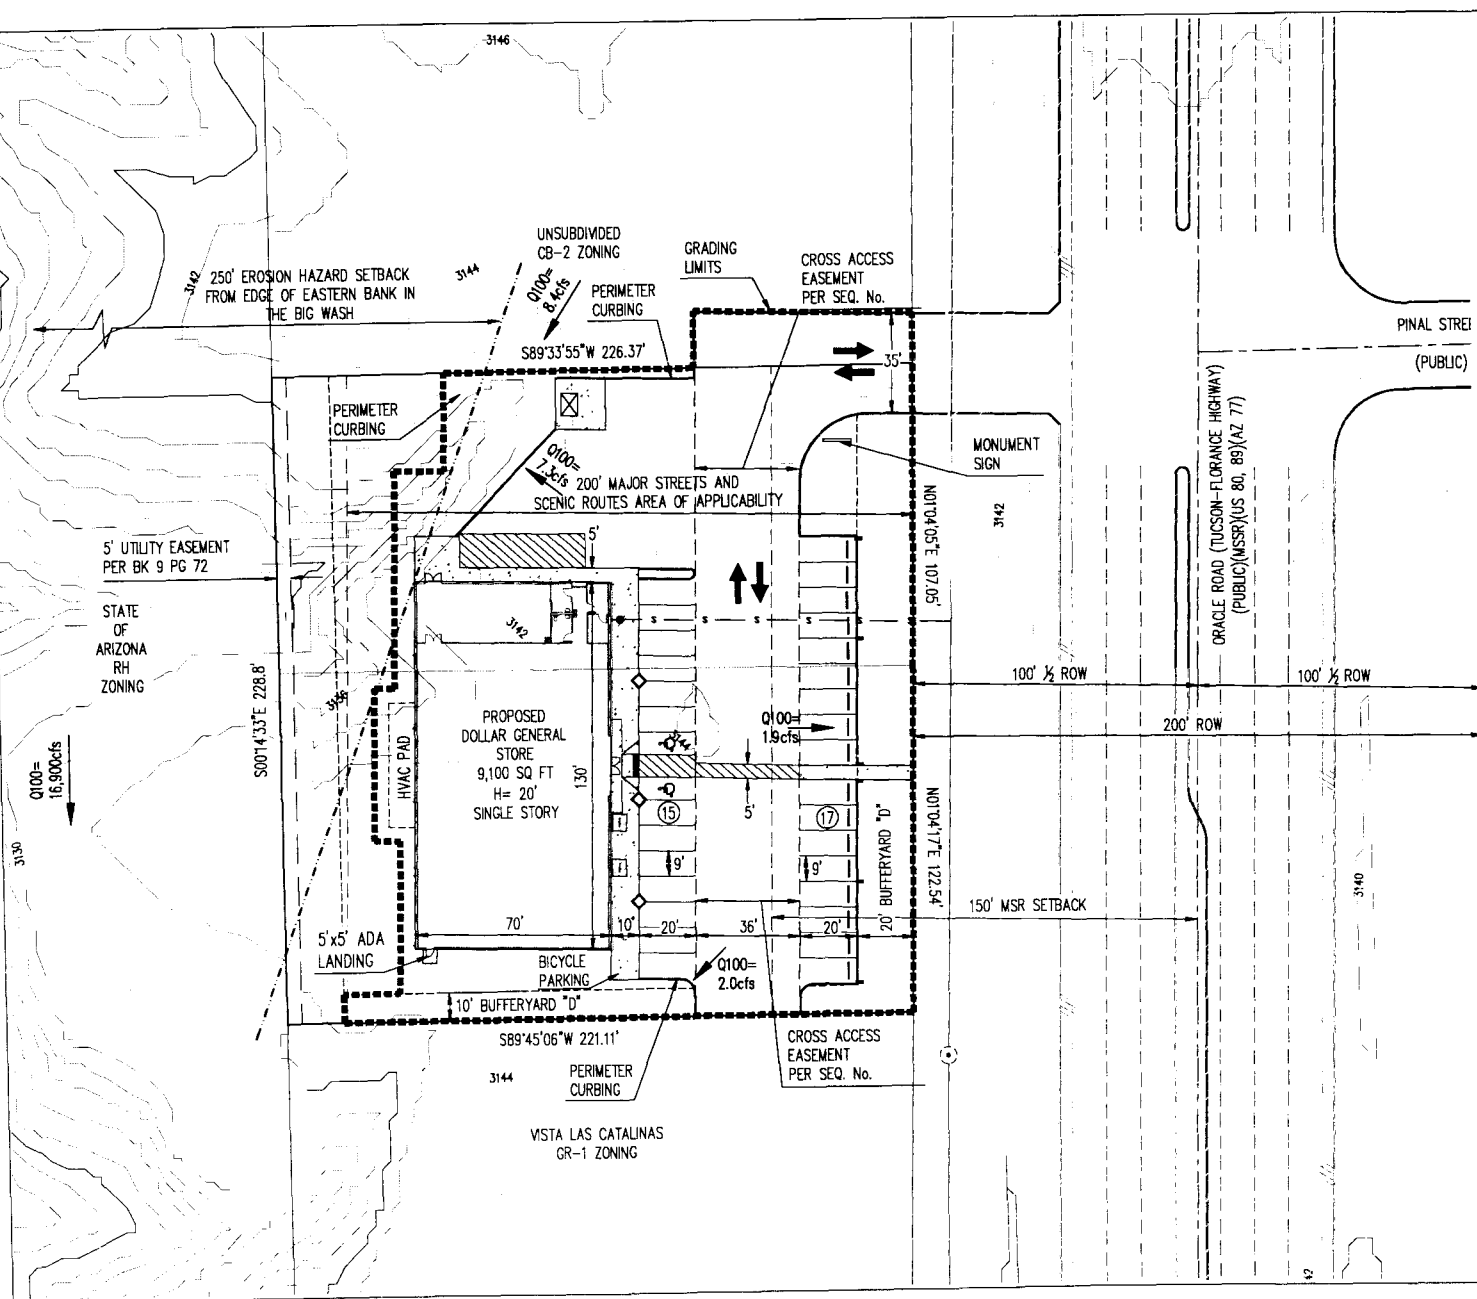 3146
UNSUBDIVIDED
CB-2 ZONING
GRADING
LIMITS
CROSS ACCESS
EASEMENT
PER SEQ. No.
3142
250' EROSION HAZARD SETBACK
FROM EDGE OF EASTERN BANK IN
THE BIG WASH
3144
Q100=
8.4cfs
PERIMETER
CURBING
S89°33'55"W 226.37'
35'
PINAL STREE
(PUBLIC)
PERIMETER
CURBING
MONUMENT
SIGN
Q100=
7.3cfs
200' MAJOR STREETS AND
SCENIC ROUTES AREA OF APPLICABILITY
N01°04'05"E 107.05'
3142
ORACLE ROAD (TUCSON-FLORANCE HIGHWAY)
(PUBLIC)(MSSR)(US 80, 89)(AZ 77)
5' UTILITY EASEMENT
PER BK 9 PG 72
5'
STATE
OF
ARIZONA
RH
ZONING
3142
S S S S S
S00°14'33"E 228.8'
3136
100' ½ ROW
100' ½ ROW
200' ROW
PROPOSED
DOLLAR GENERAL
STORE
9,100 SQ FT
H= 20'
SINGLE STORY
HVAC PAD
130'
3144
Q100=
1.9cfs
Q100=
16,900cfs
15
5'
17
20' BUFFERYARD "D"
N01°04'17"E 122.54'
3130
9'
9'
3140
150' MSR SETBACK
70'
10'
20'
36'
20'
5'x5' ADA
LANDING
BICYCLE
PARKING
Q100=
2.0cfs
10' BUFFERYARD "D"
S89°45'06"W 221.11'
CROSS ACCESS
EASEMENT
PER SEQ. No.
3144
PERIMETER
CURBING
VISTA LAS CATALINAS
GR-1 ZONING
42